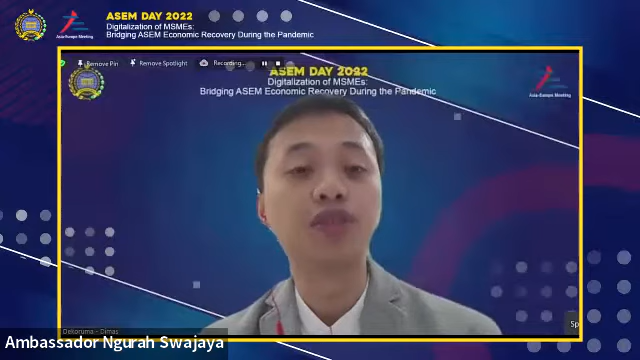 ASEM DAY 2022
Digitalization of MSMEs:
Bridging ASEM Economic Recovery During the Pandemic
Asia-Europe Meeting
Remove Pin
Remove Spotlight
Recording...
ASEM DAY 2022
Digitalization of MSMEs:
Bridging ASEM Economic Recovery During the Pandemic
Asia-Europe Meeting
Dekoruma - Dimas
Sp
Ambassador Ngurah Swajaya